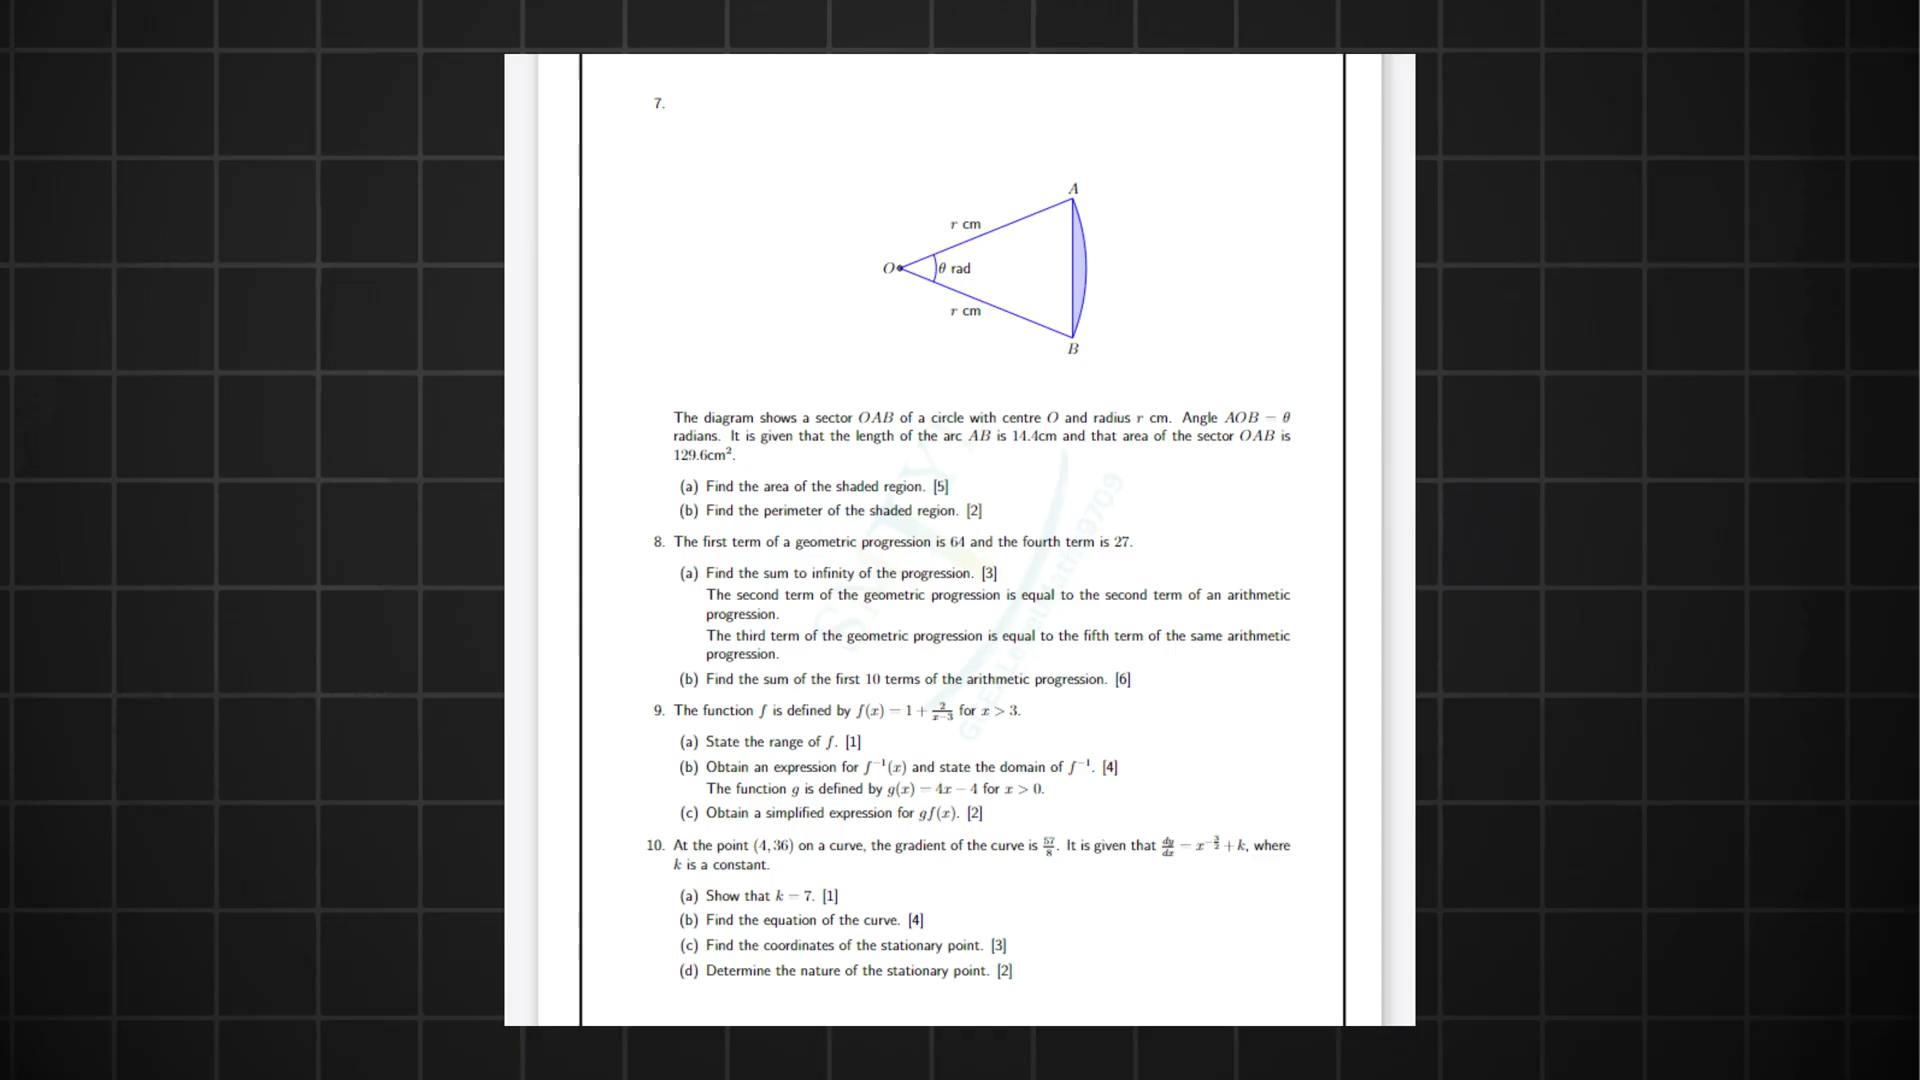 7.
A
r cm
O
θ rad
r cm
B
The diagram shows a sector OAB of a circle with centre O and radius r cm. Angle AOB = θ
radians. It is given that the length of the arc AB is 14.4cm and that area of the sector OAB is
129.6cm².
(a) Find the area of the shaded region. [5]
(b) Find the perimeter of the shaded region. [2]
8. The first term of a geometric progression is 64 and the fourth term is 27.
(a) Find the sum to infinity of the progression. [3]
The second term of the geometric progression is equal to the second term of an arithmetic
progression.
The third term of the geometric progression is equal to the fifth term of the same arithmetic
progression.
(b) Find the sum of the first 10 terms of the arithmetic progression. [6]
9. The function f is defined by f(x) = 1 + 2/(x−3) for x > 3.
(a) State the range of f. [1]
(b) Obtain an expression for f⁻¹(x) and state the domain of f⁻¹. [4]
The function g is defined by g(x) = 4x − 4 for x > 0.
(c) Obtain a simplified expression for gf(x). [2]
10. At the point (4, 36) on a curve, the gradient of the curve is 57/8. It is given that dy/dx = x^(−3/2) + k, where
k is a constant.
(a) Show that k = 7. [1]
(b) Find the equation of the curve. [4]
(c) Find the coordinates of the stationary point. [3]
(d) Determine the nature of the stationary point. [2]